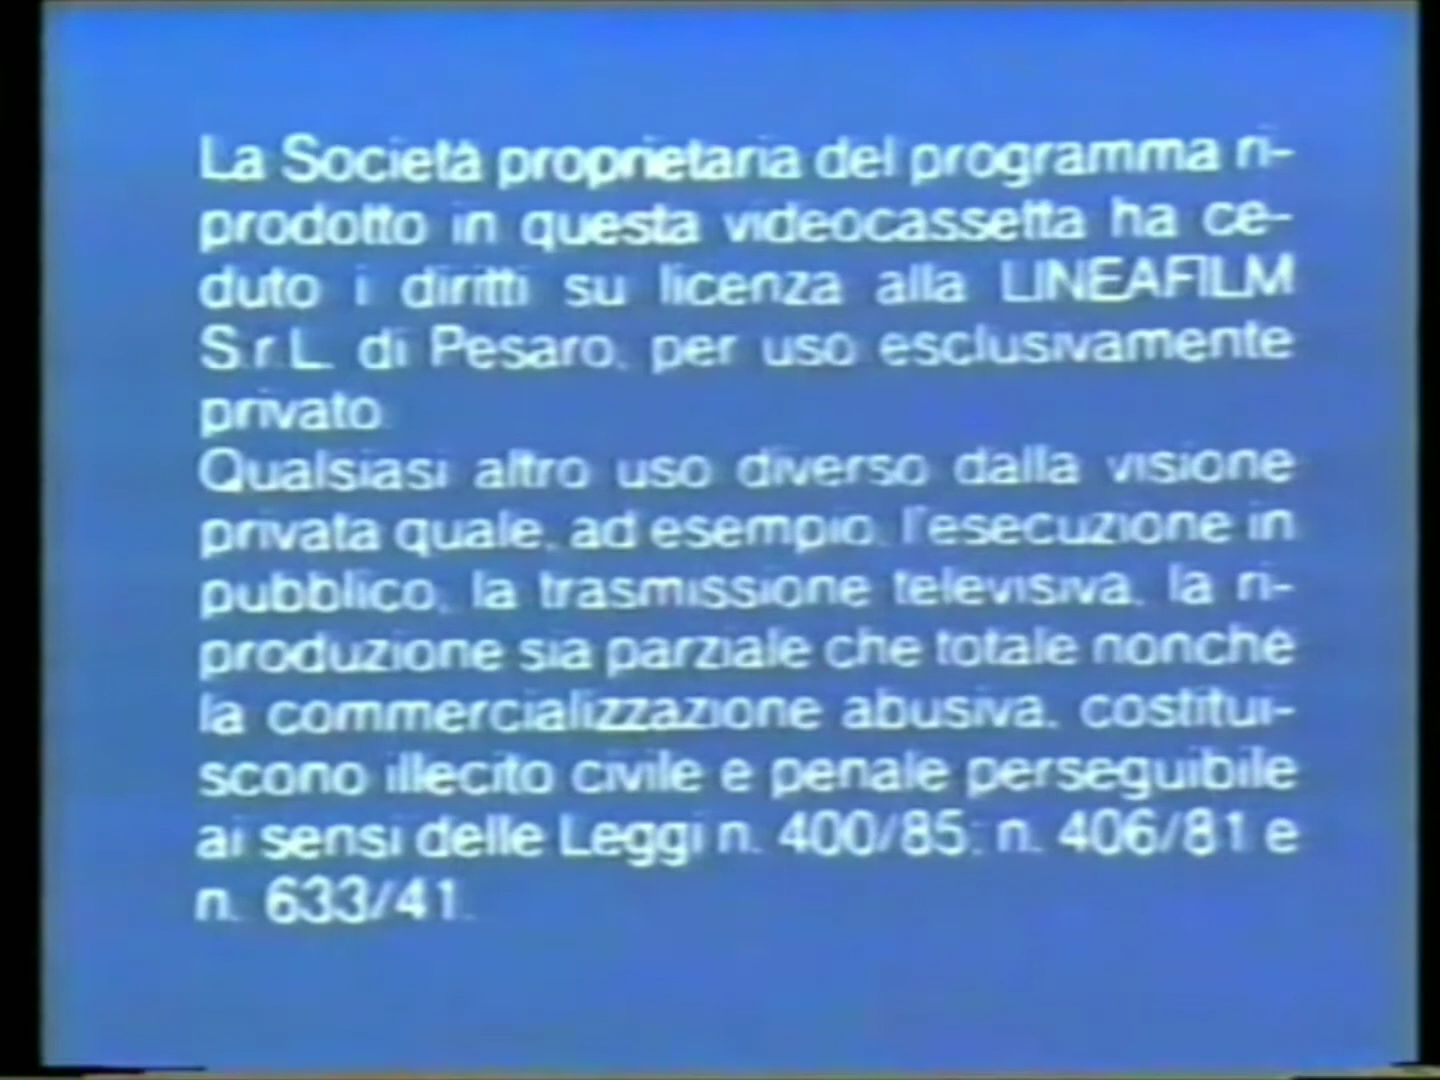 La Società proprietaria del programma ri-
prodotto in questa videocassetta ha ce-
duto i diritti su licenza alla LINEAFILM
S.r.L. di Pesaro, per uso esclusivamente
privato.
Qualsiasi altro uso diverso dalla visione
privata quale, ad esempio, l'esecuzione in
pubblico, la trasmissione televisiva, la ri-
produzione sia parziale che totale nonché
la commercializzazione abusiva, costitui-
scono illecito civile e penale perseguibile
ai sensi delle Leggi n. 400/85; n. 406/81 e
n. 633/41.